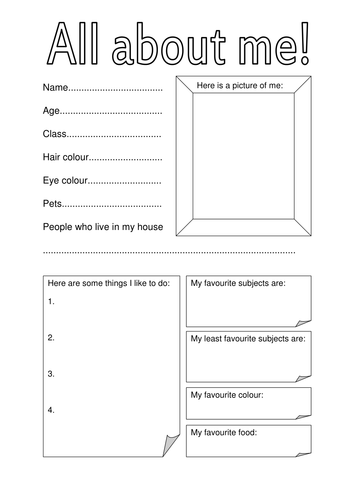 All about me!
Name.....................................
Here is a picture of me:
Age........................................
Class.....................................
Hair colour.............................
Eye colour.............................
Pets.......................................
People who live in my house
....................................................................................................
Here are some things I like to do:
1.
2.
3.
4.
My favourite subjects are:
My least favourite subjects are:
My favourite colour:
My favourite food: